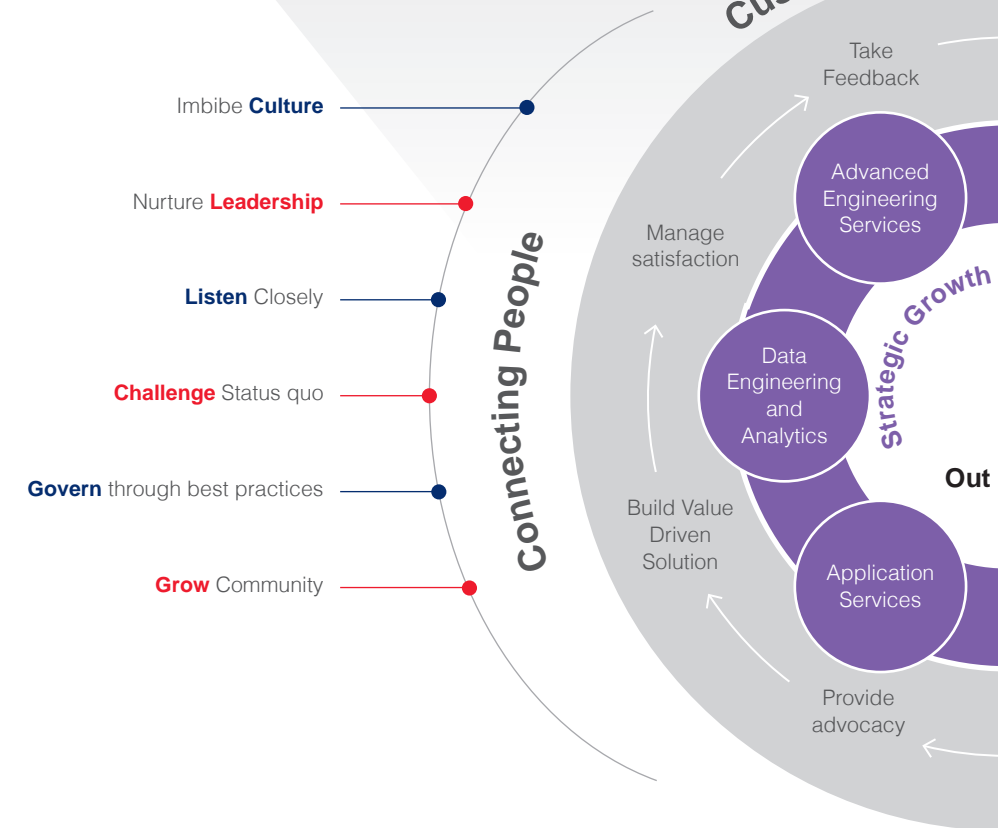 Imbibe Culture
Nurture Leadership
Listen Closely
Challenge Status quo
Govern through best practices
Grow Community
Connecting People
Take
Feedback
Manage
satisfaction
Build Value
Driven
Solution
Provide
advocacy
Advanced
Engineering
Services
Data
Engineering
and
Analytics
Application
Services
Strategic Growth
Out